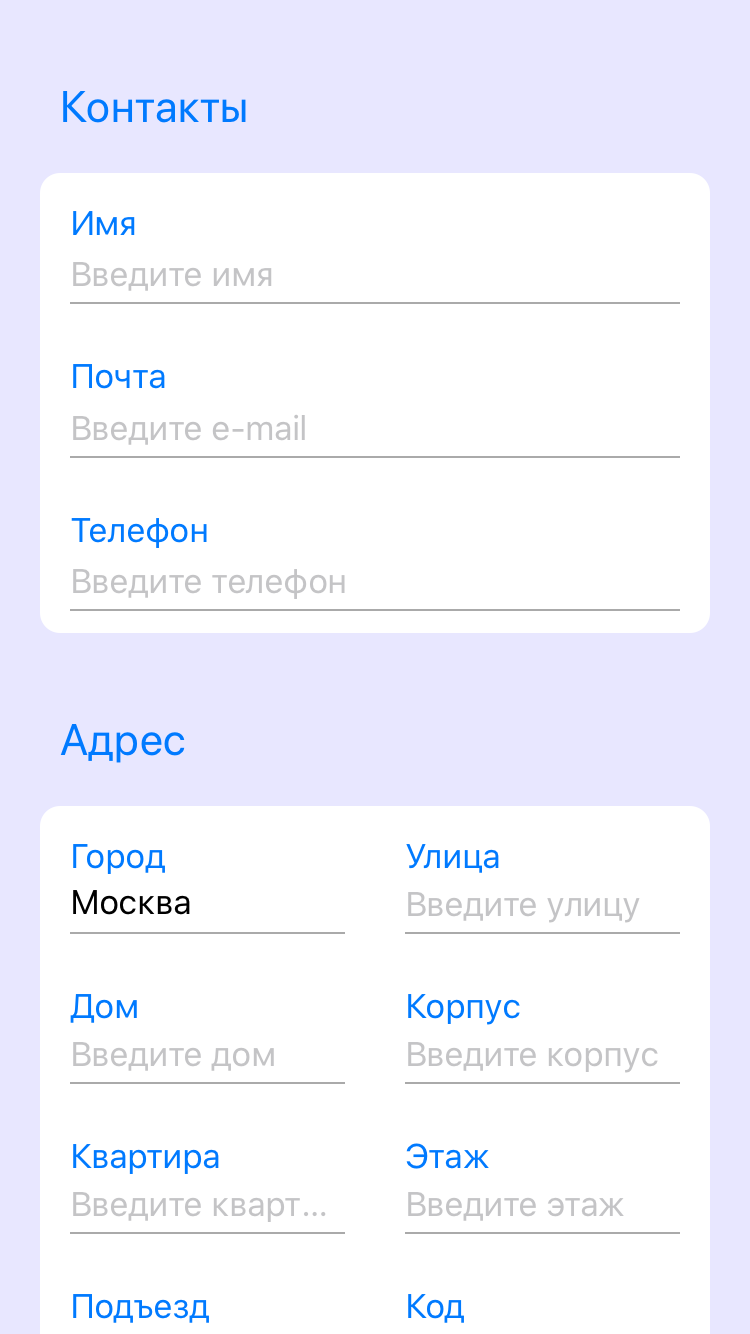 Контакты
Имя
Введите имя
Почта
Введите e-mail
Телефон
Введите телефон
Адрес
Город
Улица
Москва
Введите улицу
Дом
Корпус
Введите дом
Введите корпус
Квартира
Этаж
Введите кварт...
Введите этаж
Подъезд
Код